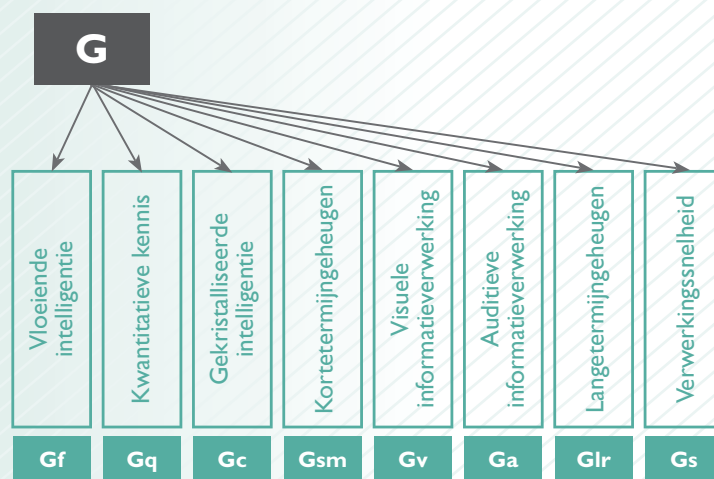 G
Vloeiende
intelligentie
Kwantitatieve kennis
Gekristalliseerde
intelligentie
Kortetermijngeheugen
Visuele
informatieverwerking
Auditieve
informatieverwerking
Langetermijngeheugen
Verwerkingssnelheid
Gf
Gq
Gc
Gsm
Gv
Ga
Glr
Gs